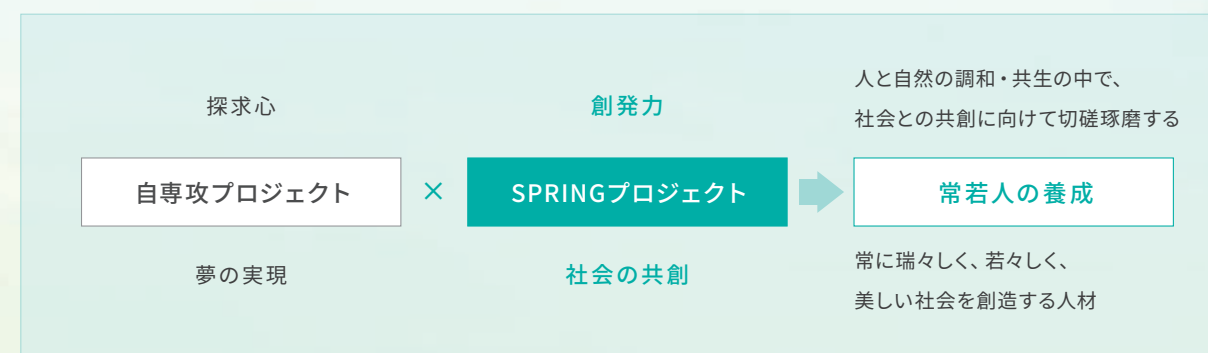 探求心
自専攻プロジェクト
夢の実現
×
創発力
SPRINGプロジェクト
社会の共創
人と自然の調和・共生の中で、
社会との共創に向けて切磋琢磨する
常若人の養成
常に瑞々しく、若々しく、
美しい社会を創造する人材